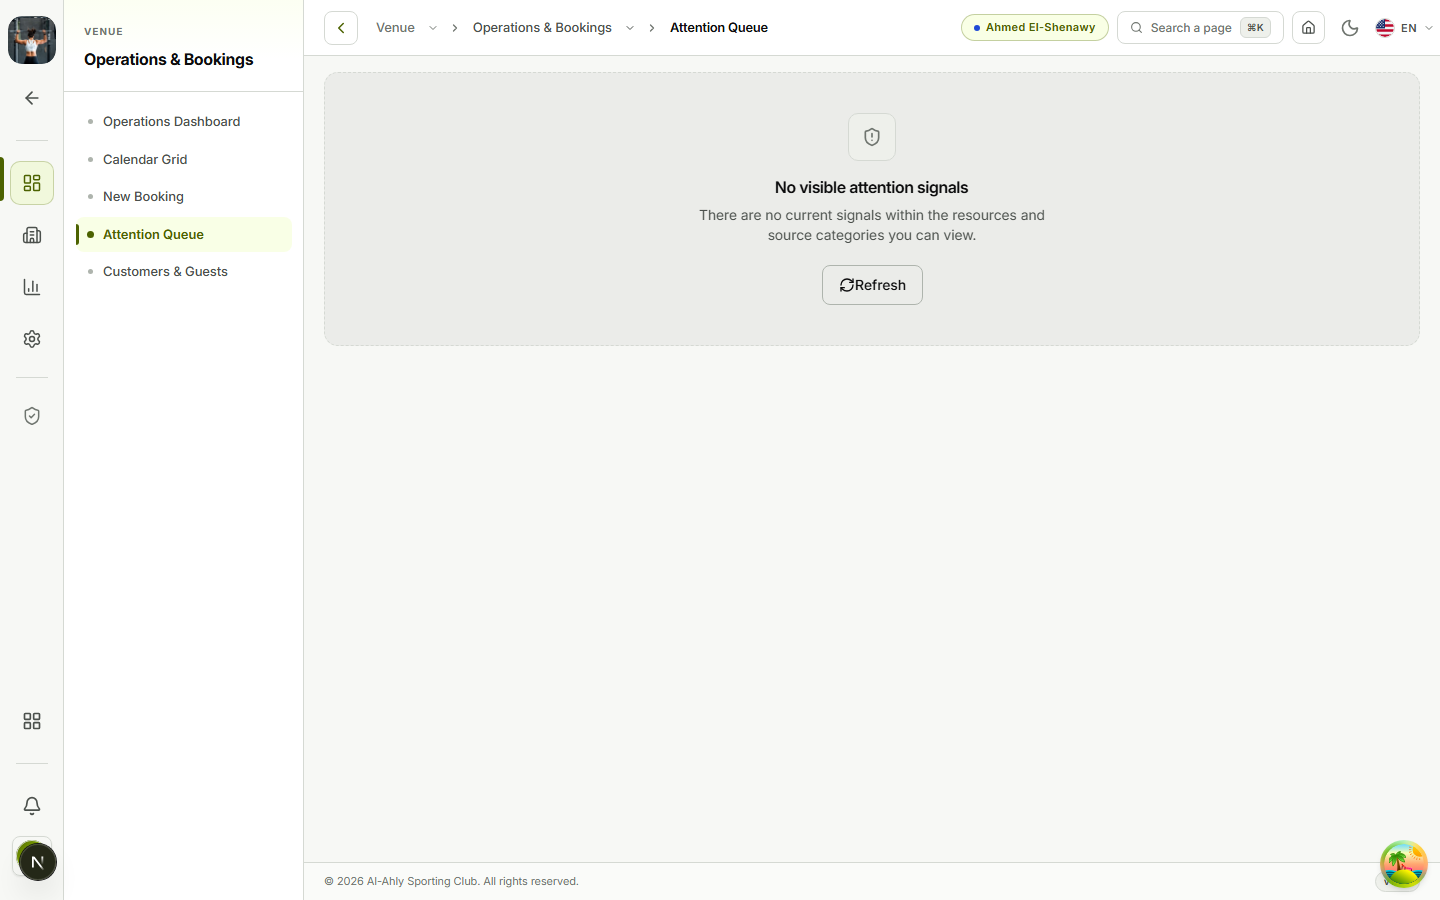 VENUE
Operations & Bookings
Operations Dashboard
Calendar Grid
New Booking
Attention Queue
Customers & Guests
Venue
Operations & Bookings
Attention Queue
Ahmed El-Shenawy
Search a page
⌘K
EN
No visible attention signals
There are no current signals within the resources and
source categories you can view.
Refresh
N
© 2026 Al-Ahly Sporting Club. All rights reserved.